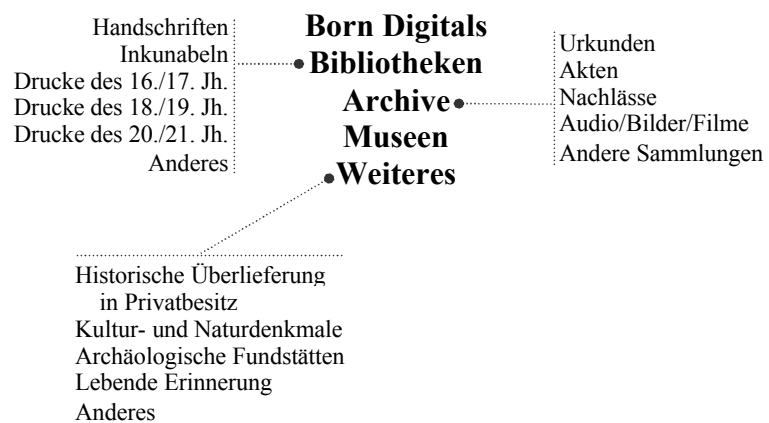 Born Digitals
Bibliotheken
Archive
Museen
Weiteres
Handschriften
Inkunabeln
Drucke des 16./17. Jh.
Drucke des 18./19. Jh.
Drucke des 20./21. Jh.
Anderes
Urkunden
Akten
Nachlässe
Audio/Bilder/Filme
Andere Sammlungen
Historische Überlieferung
in Privatbesitz
Kultur- und Naturdenkmale
Archäologische Fundstätten
Lebende Erinnerung
Anderes